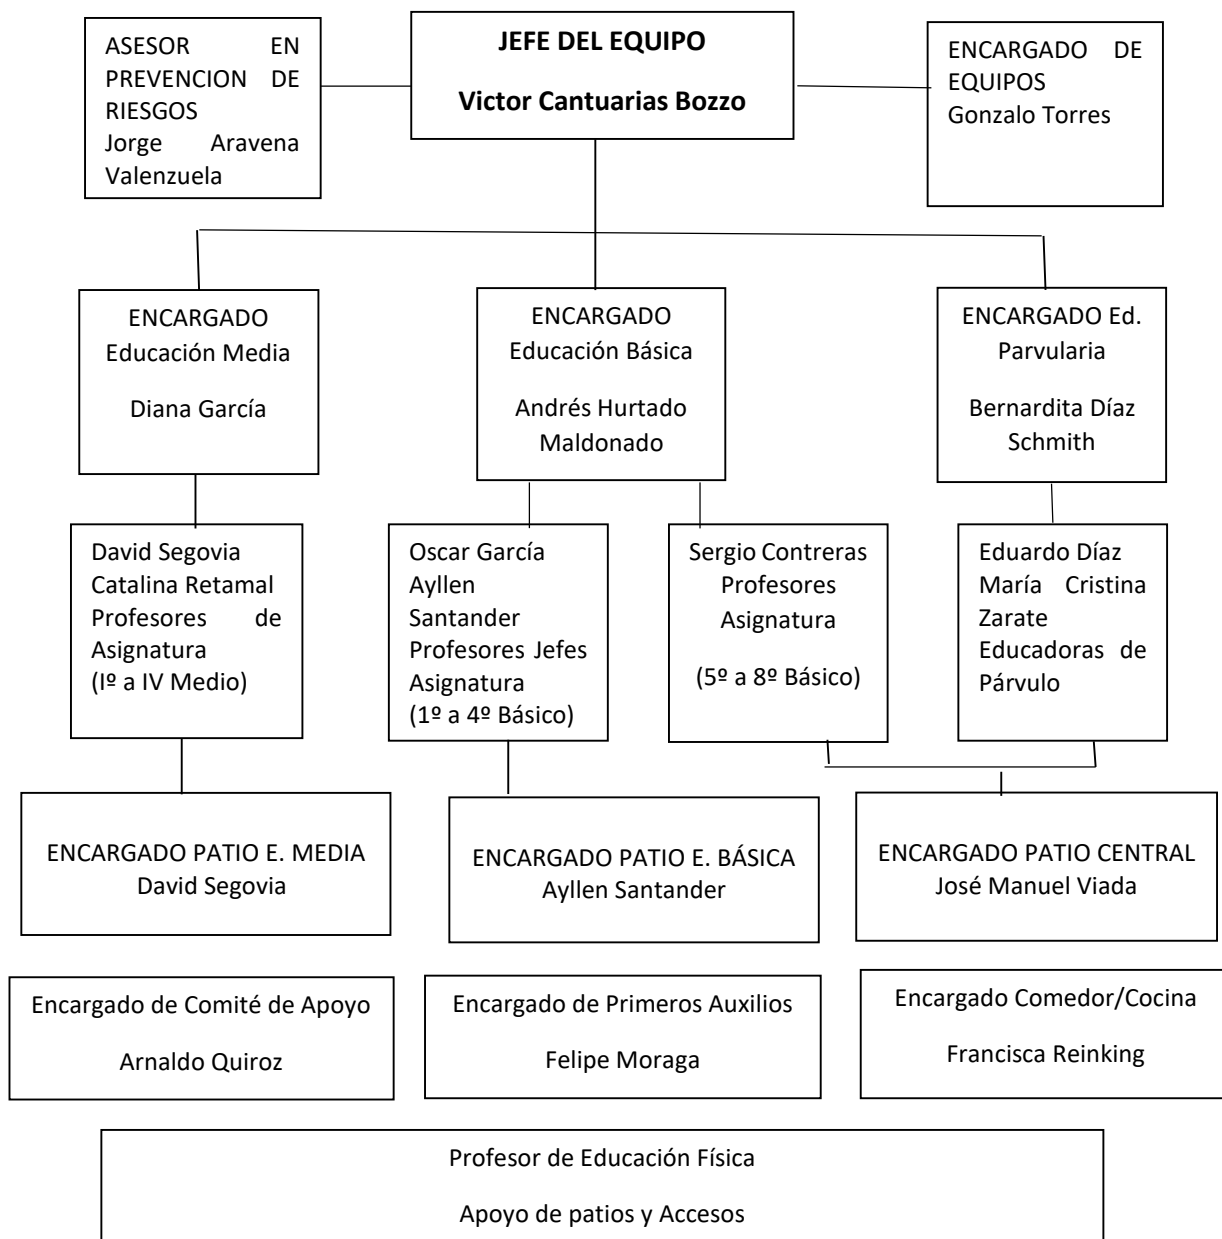 ASESOR EN
PREVENCION DE
RIESGOS
Jorge Aravena
Valenzuela
JEFE DEL EQUIPO
Victor Cantuarias Bozzo
ENCARGADO DE
EQUIPOS
Gonzalo Torres
ENCARGADO
Educación Media
Diana García
ENCARGADO
Educación Básica
Andrés Hurtado
Maldonado
ENCARGADO Ed.
Parvularia
Bernardita Díaz
Schmith
David Segovia
Catalina Retamal
Profesores de
Asignatura
(Iº a IV Medio)
Oscar García
Ayllen
Santander
Profesores Jefes
Asignatura
(1º a 4º Básico)
Sergio Contreras
Profesores
Asignatura
(5º a 8º Básico)
Eduardo Díaz
María Cristina
Zarate
Educadoras de
Párvulo
ENCARGADO PATIO E. MEDIA
David Segovia
ENCARGADO PATIO E. BÁSICA
Ayllen Santander
ENCARGADO PATIO CENTRAL
José Manuel Viada
Encargado de Comité de Apoyo
Arnaldo Quiroz
Encargado de Primeros Auxilios
Felipe Moraga
Encargado Comedor/Cocina
Francisca Reinking
Profesor de Educación Física
Apoyo de patios y Accesos